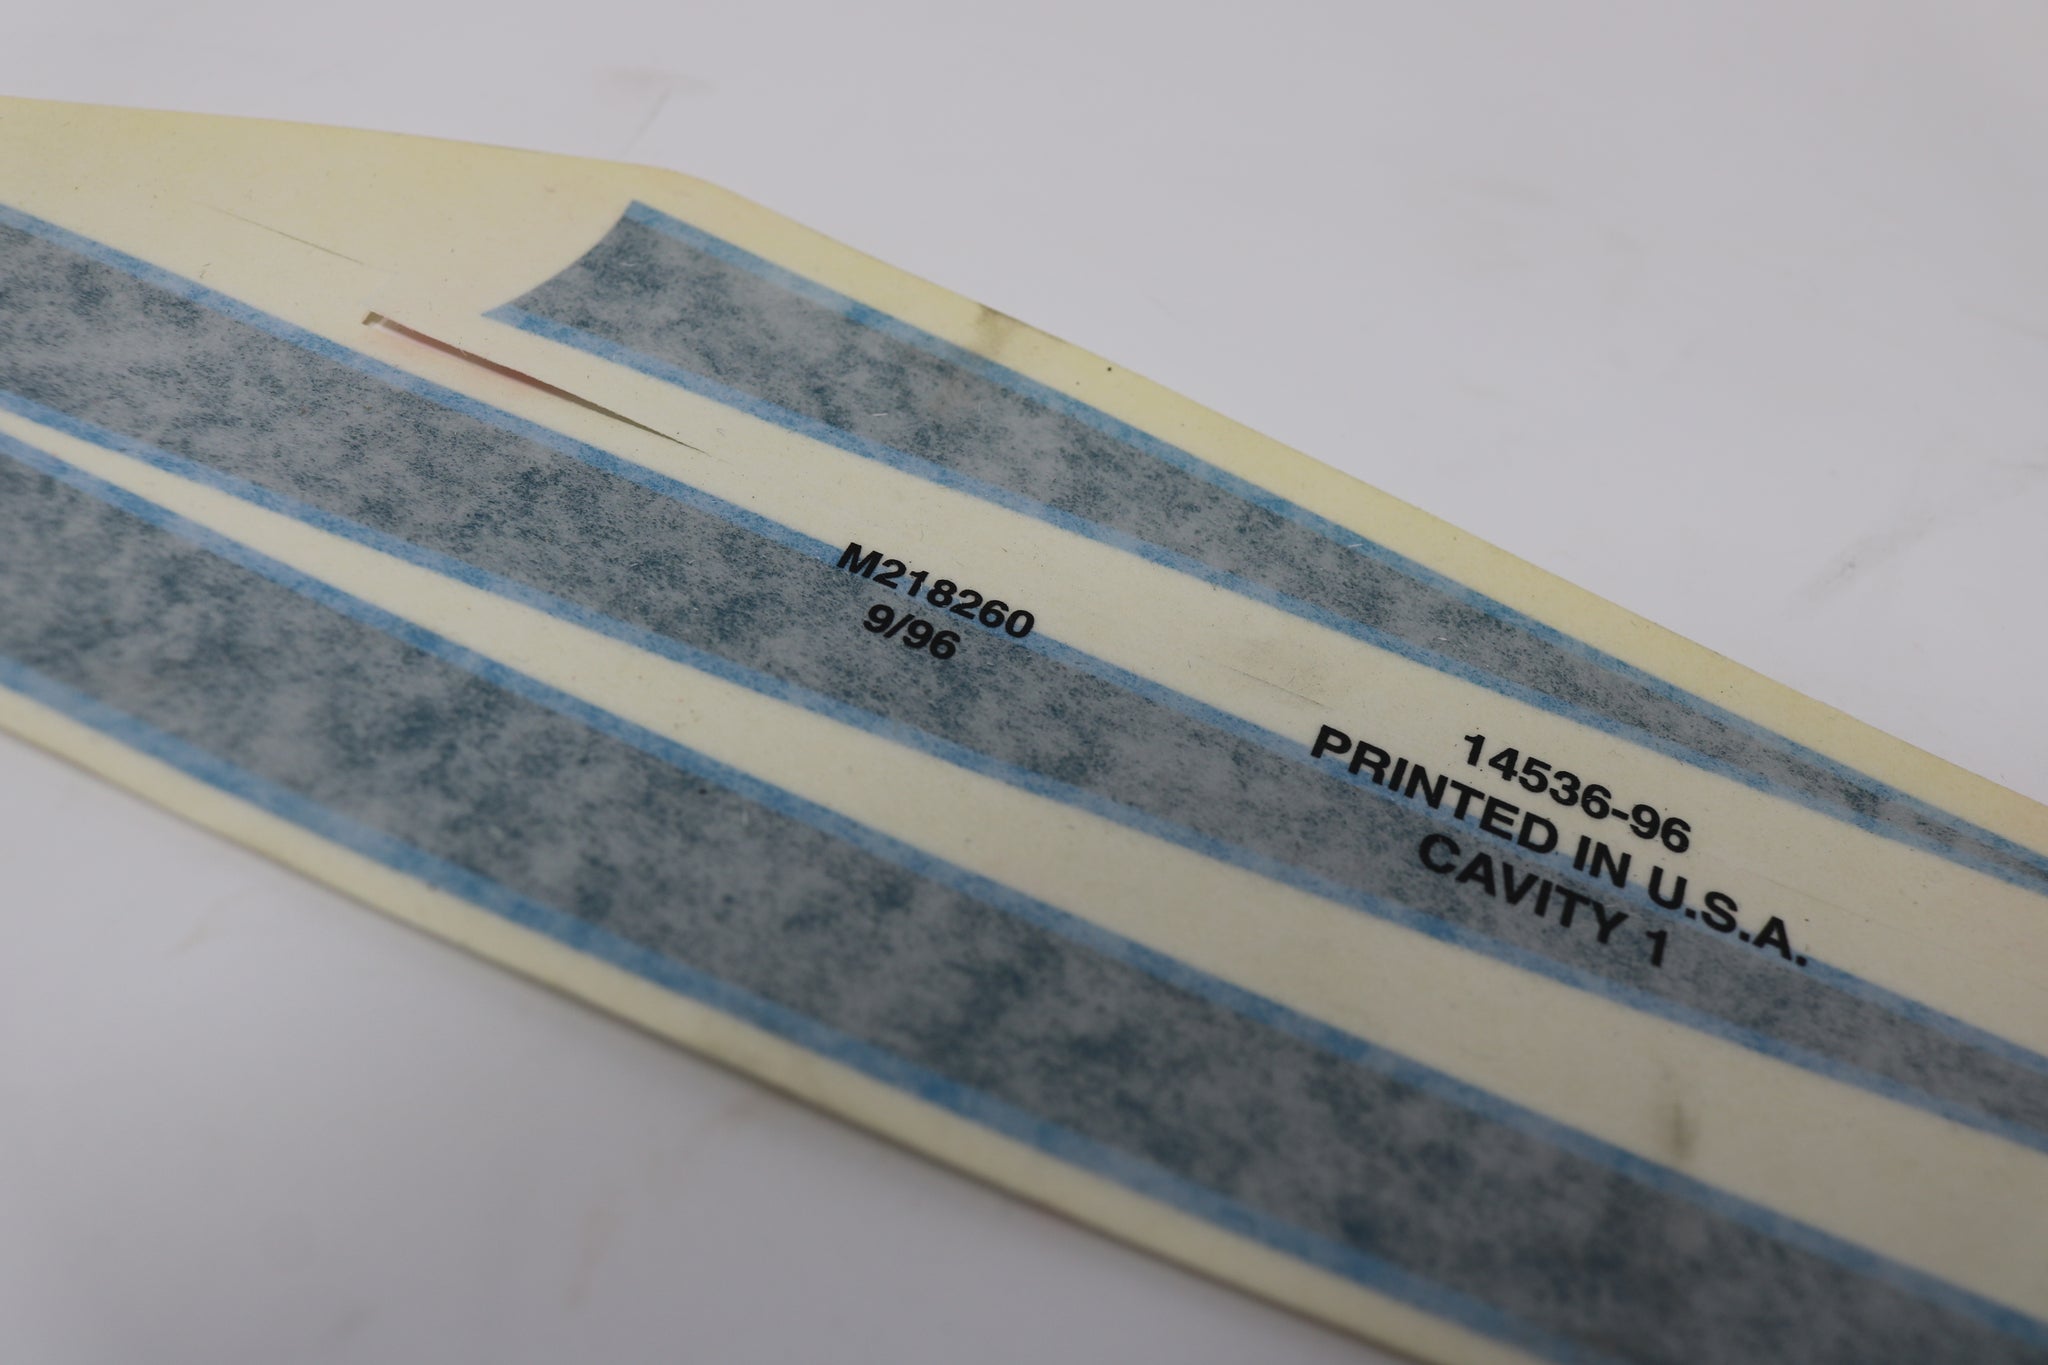 M218260
9/96
14536-96
PRINTED IN U.S.A.
CAVITY 1